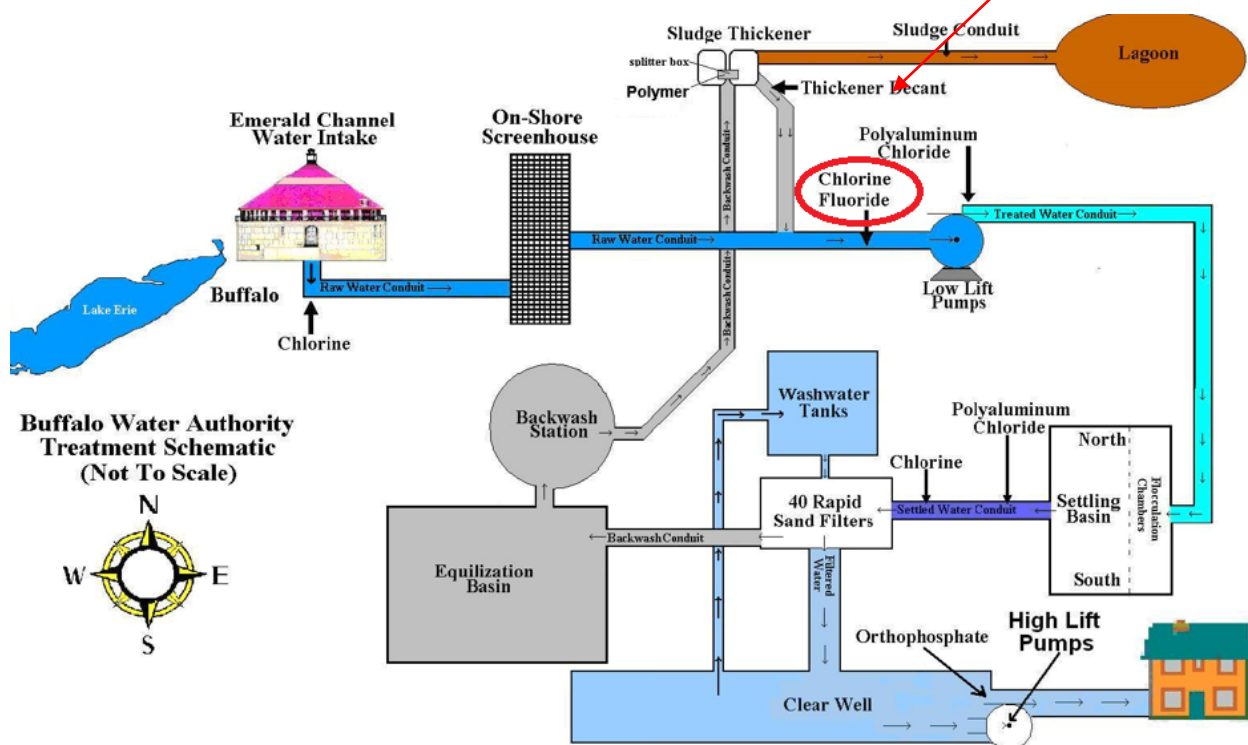 Sludge Thickener
splitter box
Polymer
Sludge Conduit
Lagoon
Thickener Decant
Emerald Channel
Water Intake
On-Shore
Screenhouse
Polyaluminum
Chloride
Chlorine
Fluoride
Backwash Conduit
Backwash Conduit
Treated Water Conduit
Raw Water Conduit
Low Lift
Pumps
Lake Erie
Buffalo
Raw Water Conduit
Chlorine
Buffalo Water Authority
Treatment Schematic
(Not To Scale)
N
W
E
S
Backwash
Station
Washwater
Tanks
Polyaluminum
Chloride
Chlorine
North
Settling
Basin
South
Flocculation
Chambers
40 Rapid
Sand Filters
Settled Water Conduit
Backwash Conduit
Equilization
Basin
Filtered
Water
Orthophosphate
High Lift
Pumps
Clear Well